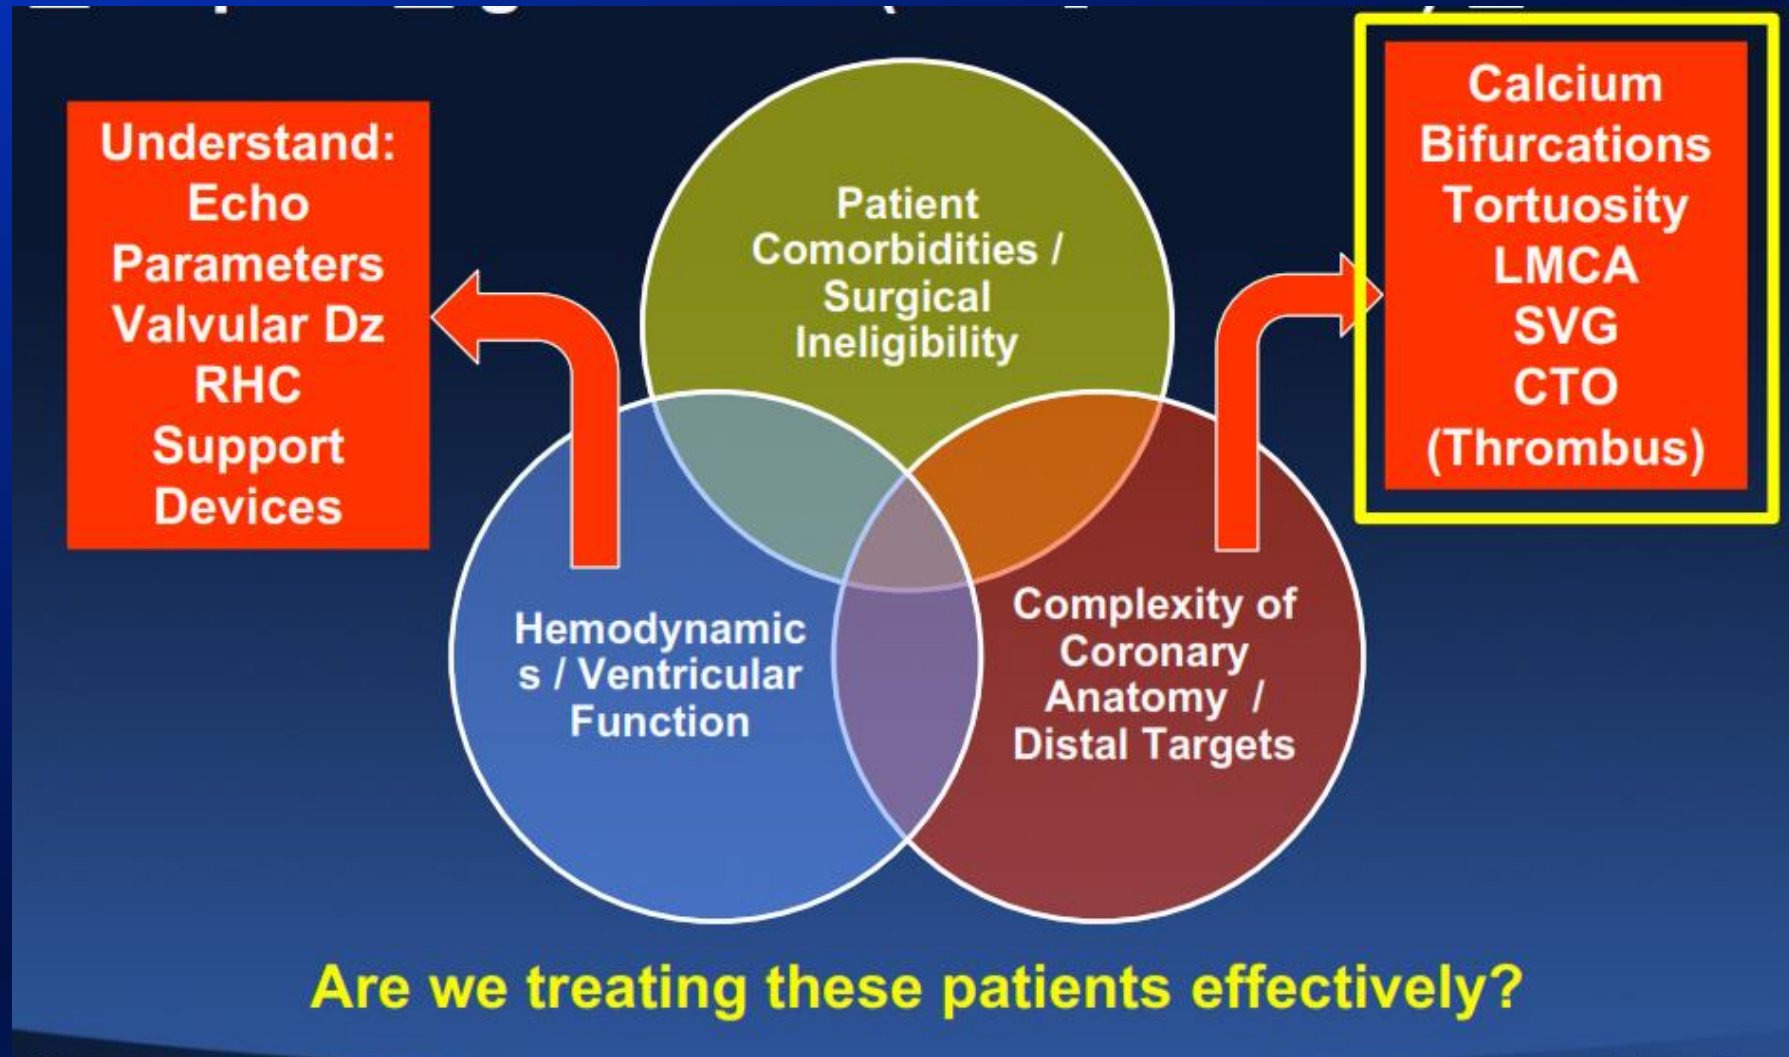 Understand:
Echo
Parameters
Valvular Dz
RHC
Support
Devices
Patient
Comorbidities /
Surgical
Ineligibility
Calcium
Bifurcations
Tortuosity
LMCA
SVG
CTO
(Thrombus)
Hemodynamic
s / Ventricular
Function
Complexity of
Coronary
Anatomy /
Distal Targets
Are we treating these patients effectively?